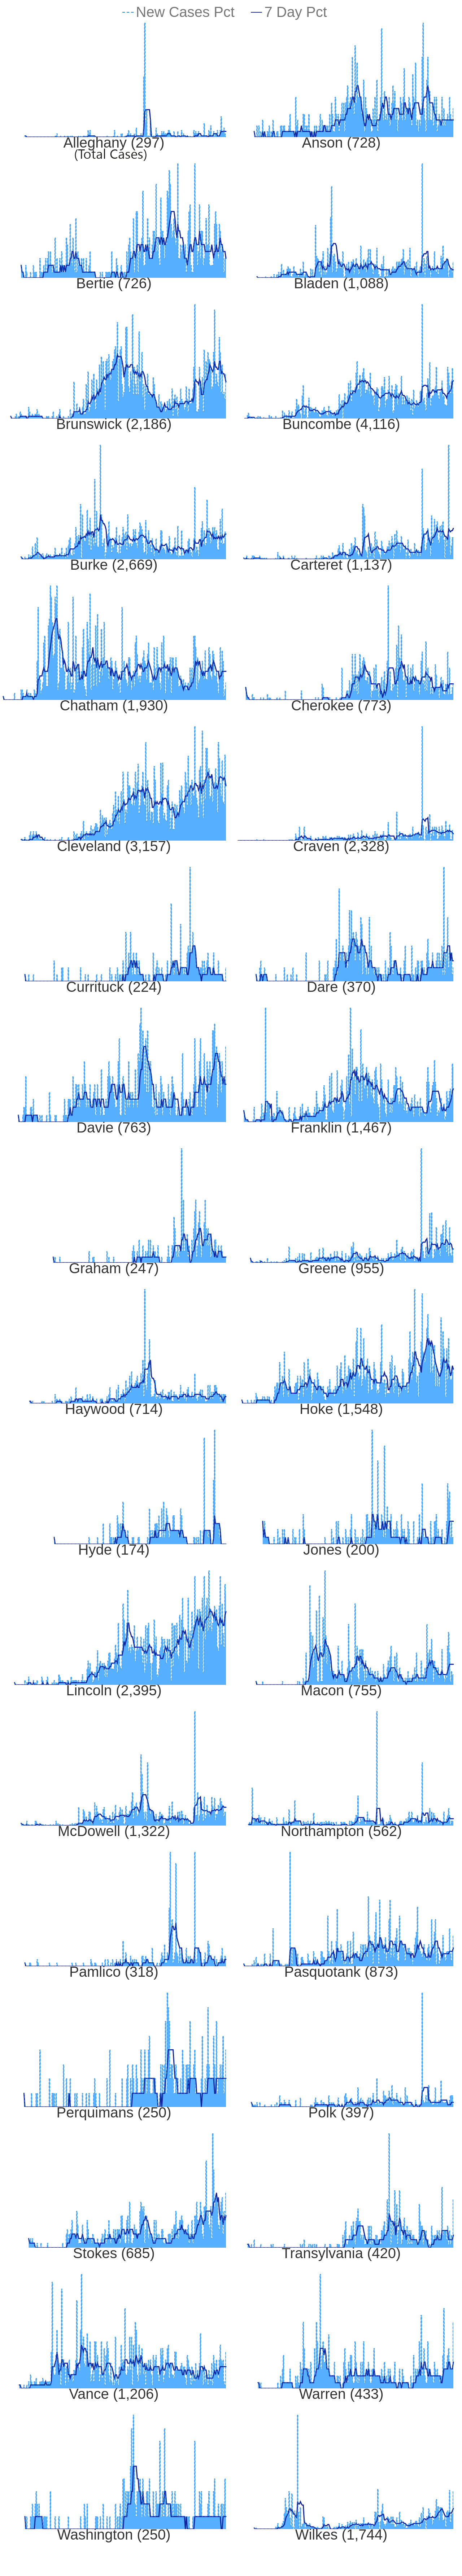 New Cases Pct 7 Day Pct
Alleghany (297) Anson (728)
(Total Cases)
Bertie (726) Bladen (1,088)
Brunswick (2,186) Buncombe (4,116)
Burke (2,669) Carteret (1,137)
Chatham (1,930) Cherokee (773)
Cleveland (3,157) Craven (2,328)
Currituck (224) Dare (370)
Davie (763) Franklin (1,467)
Graham (247) Greene (955)
Haywood (714) Hoke (1,548)
Hyde (174) Jones (200)
Lincoln (2,395) Macon (755)
McDowell (1,322) Northampton (562)
Pamlico (318) Pasquotank (873)
Perquimans (250) Polk (397)
Stokes (685) Transylvania (420)
Vance (1,206) Warren (433)
Washington (250) Wilkes (1,744)